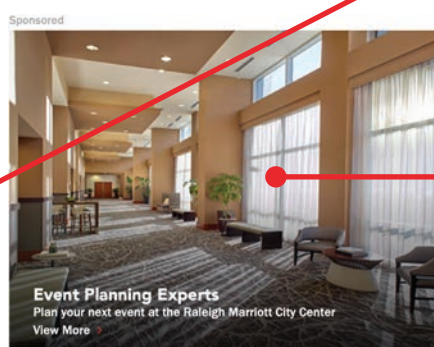 Sponsored
Event Planning Experts
Plan your next event at the Raleigh Marriott City Center
View More >